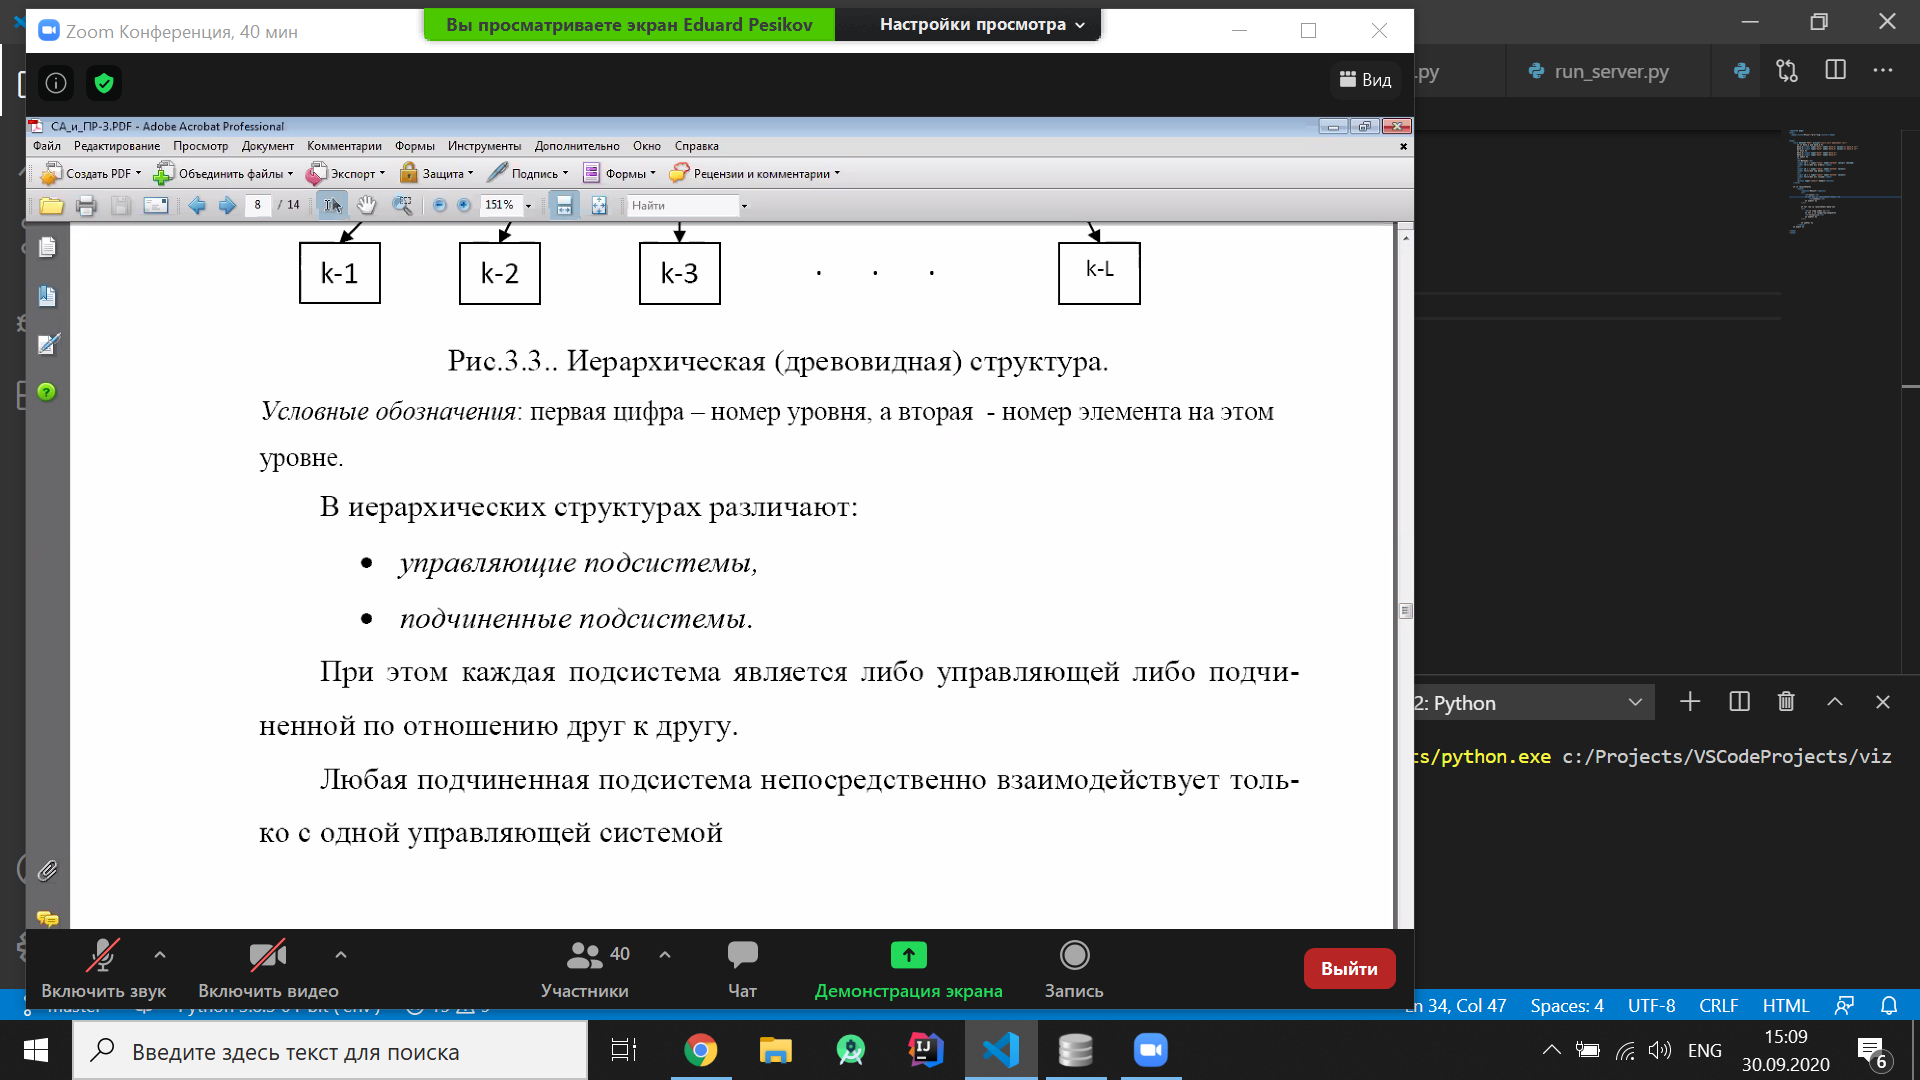 Zoom Конференция, 40 мин
Вы просматриваете экран Eduard Pesikov
Настройки просмотра
Вид
.py
run_server.py
СА_и_ПР-3.PDF - Adobe Acrobat Professional
Файл Редактирование Просмотр Документ Комментарии Формы Инструменты Дополнительно Окно Справка
Создать PDF Объединить файлы Экспорт Защита Подпись Формы Рецензии и комментарии
8 / 14 151% Найти
k-1 k-2 k-3 . . . k-L
Рис.3.3.. Иерархическая (древовидная) структура.
Условные обозначения: первая цифра – номер уровня, а вторая - номер элемента на этом
уровне.
В иерархических структурах различают:
• управляющие подсистемы,
• подчиненные подсистемы.
При этом каждая подсистема является либо управляющей либо подчи-
ненной по отношению друг к другу.
Любая подчиненная подсистема непосредственно взаимодействует толь-
ко с одной управляющей системой
2: Python
ts/python.exe c:/Projects/VSCodeProjects/viz
Включить звук
Включить видео
40
Участники
Чат
Демонстрация экрана
Запись
Выйти
Ln 34, Col 47 Spaces: 4 UTF-8 CRLF HTML
Введите здесь текст для поиска
IJ
ENG
15:09
30.09.2020
6